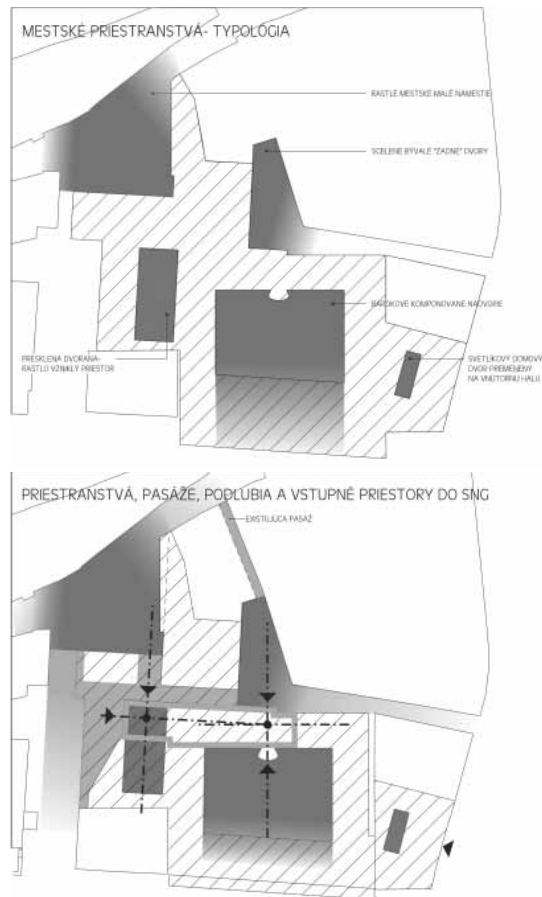 MESTSKÉ PRIESTRANSTVÁ- TYPOLÓGIA
RASTLÉ MESTSKÉ MALÉ NÁMESTIE
SCELENÉ BÝVALÉ "ZADNÉ" DVORY
BAROKOVÉ KOMPONOVANÉ NÁDVORIE
PRESKLENÁ DVORANA-
RASTLO VZNIKLÝ PRIESTOR
SVETLÍKOVÝ DOMOVÝ
DVOR PREMENENÝ
NA VNÚTORNÚ HALU
PRIESTRANSTVÁ, PASÁŽE, PODLUBIA A VSTUPNÉ PRIESTORY DO SNG
EXISTUJÚCA PASÁŽ